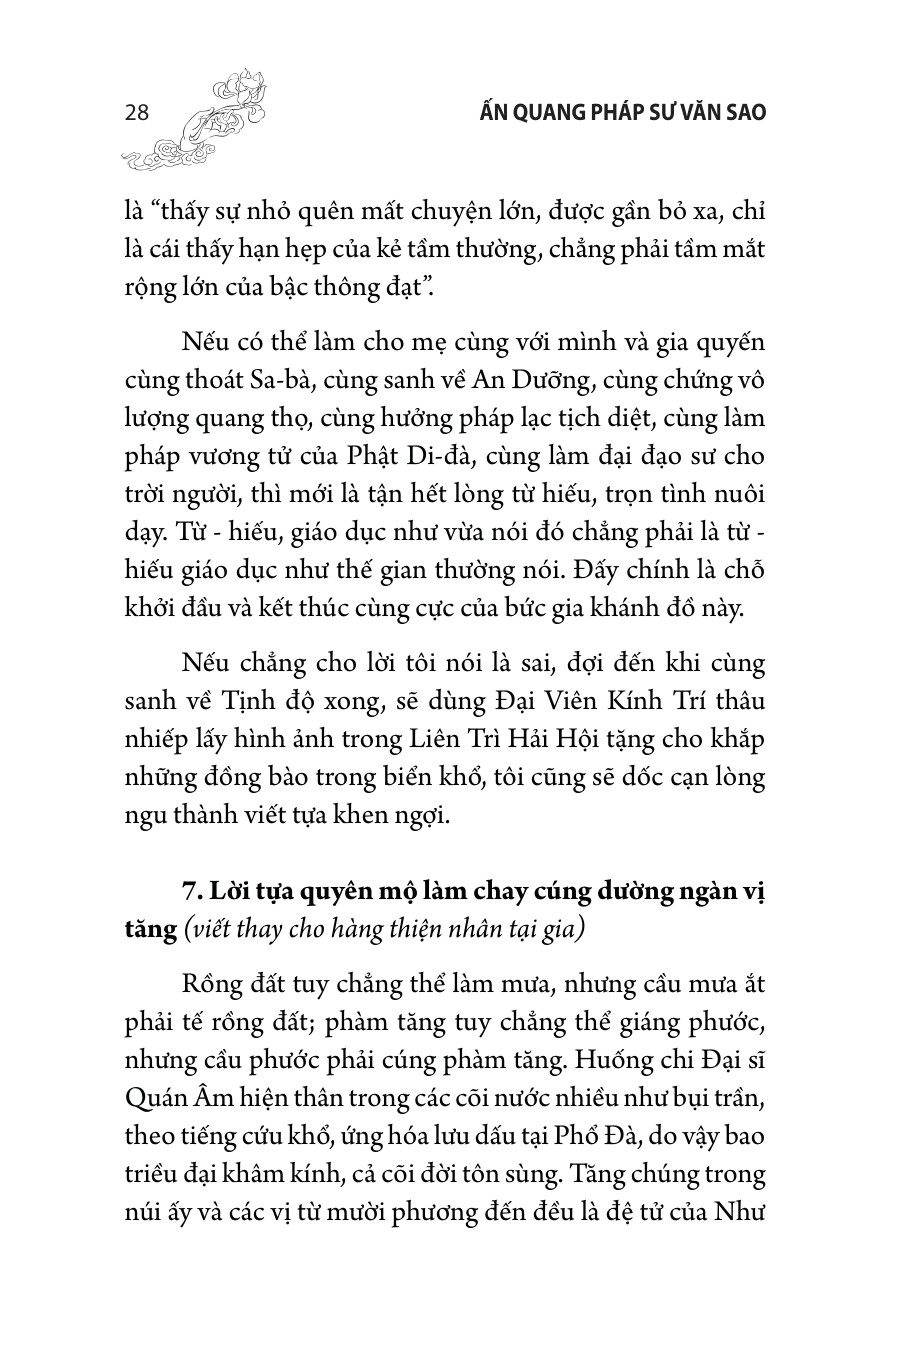 28
ẤN QUANG PHÁP SƯ VĂN SAO
là “thấy sự nhỏ quên mất chuyện lớn, được gần bỏ xa, chỉ
là cái thấy hạn hẹp của kẻ tầm thường, chẳng phải tầm mắt
rộng lớn của bậc thông đạt”.
Nếu có thể làm cho mẹ cùng với mình và gia quyến
cùng thoát Sa-bà, cùng sanh về An Dưỡng, cùng chứng vô
lượng quang thọ, cùng hưởng pháp lạc tịch diệt, cùng làm
pháp vương tử của Phật Di-đà, cùng làm đại đạo sư cho
trời người, thì mới là tận hết lòng từ hiếu, trọn tình nuôi
dạy. Từ - hiếu, giáo dục như vừa nói đó chẳng phải là từ -
hiếu giáo dục như thế gian thường nói. Đấy chính là chỗ
khởi đầu và kết thúc cùng cực của bức gia khánh đồ này.
Nếu chẳng cho lời tôi nói là sai, đợi đến khi cùng
sanh về Tịnh độ xong, sẽ dùng Đại Viên Kính Trí thâu
nhiếp lấy hình ảnh trong Liên Trì Hải Hội tặng cho khắp
những đồng bào trong biển khổ, tôi cũng sẽ dốc cạn lòng
ngu thành viết tựa khen ngợi.
7. Lời tựa quyên mộ làm chay cúng dường ngàn vị
tăng (viết thay cho hàng thiện nhân tại gia)
Rồng đất tuy chẳng thể làm mưa, nhưng cầu mưa ắt
phải tế rồng đất; phàm tăng tuy chẳng thể giáng phước,
nhưng cầu phước phải cúng phàm tăng. Huống chi Đại sĩ
Quán Âm hiện thân trong các cõi nước nhiều như bụi trần,
theo tiếng cứu khổ, ứng hóa lưu dấu tại Phổ Đà, do vậy bao
triều đại khâm kính, cả cõi đời tôn sùng. Tăng chúng trong
núi ấy và các vị từ mười phương đến đều là đệ tử của Như